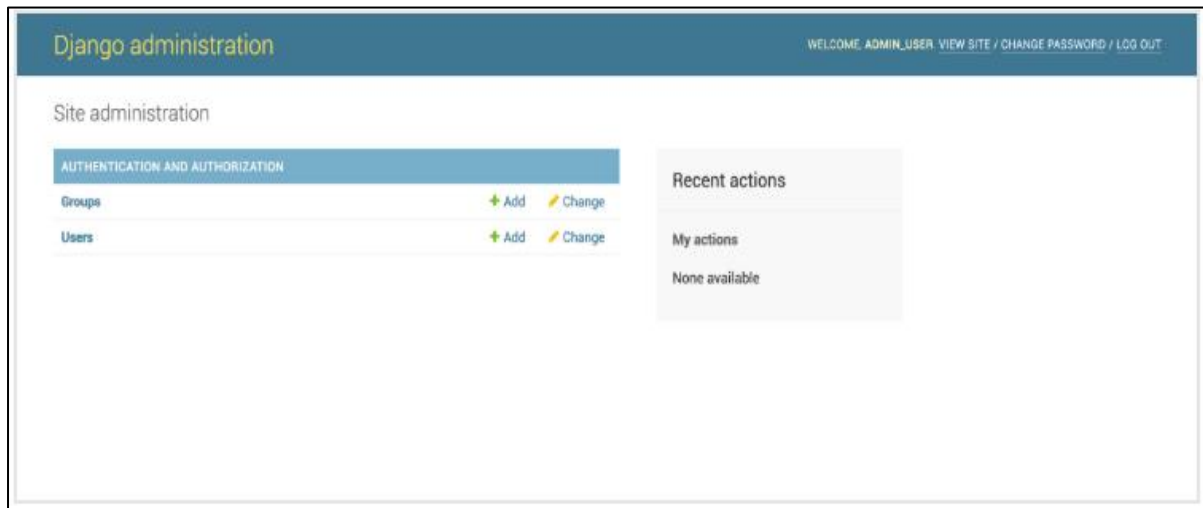 Django administration
WELCOME, ADMIN_USER. VIEW SITE / CHANGE PASSWORD / LOG OUT
Site administration
AUTHENTICATION AND AUTHORIZATION
Groups + Add Change
Users + Add Change
Recent actions
My actions
None available